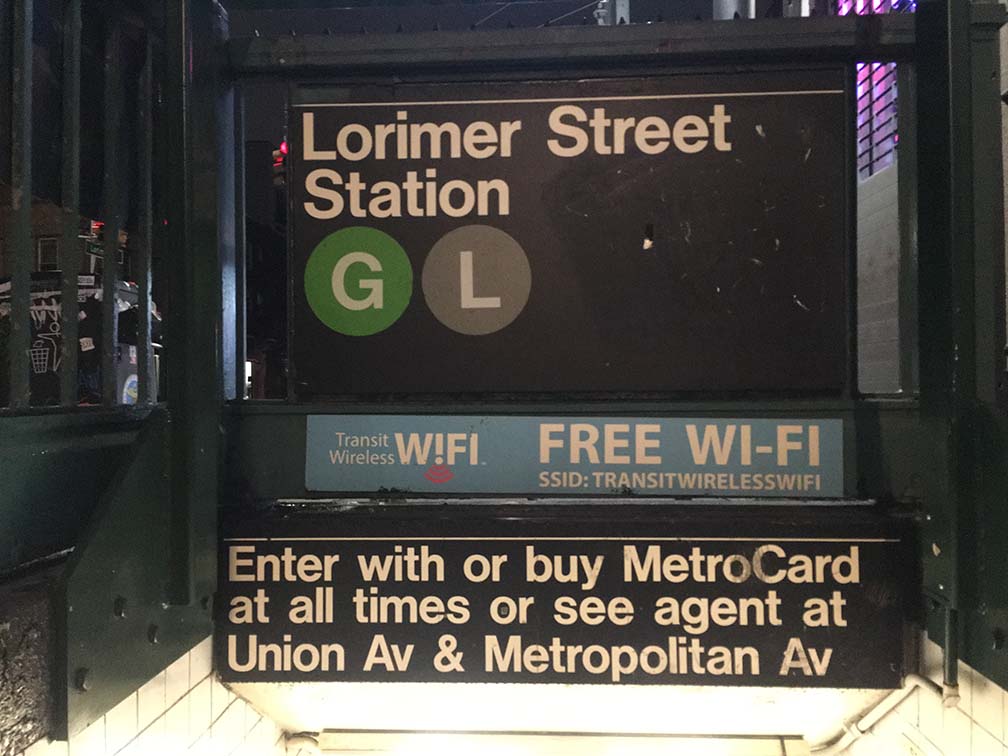 Lorimer Street
Station
G L
Transit
Wireless
W!FI
FREE WI-FI
SSID: TRANSITWIRELESSWIFI
Enter with or buy MetroCard
at all times or see agent at
Union Av & Metropolitan Av